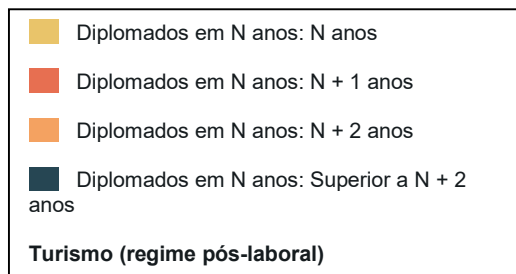 Diplomados em N anos: N anos
Diplomados em N anos: N + 1 anos
Diplomados em N anos: N + 2 anos
Diplomados em N anos: Superior a N + 2
anos
Turismo (regime pós-laboral)